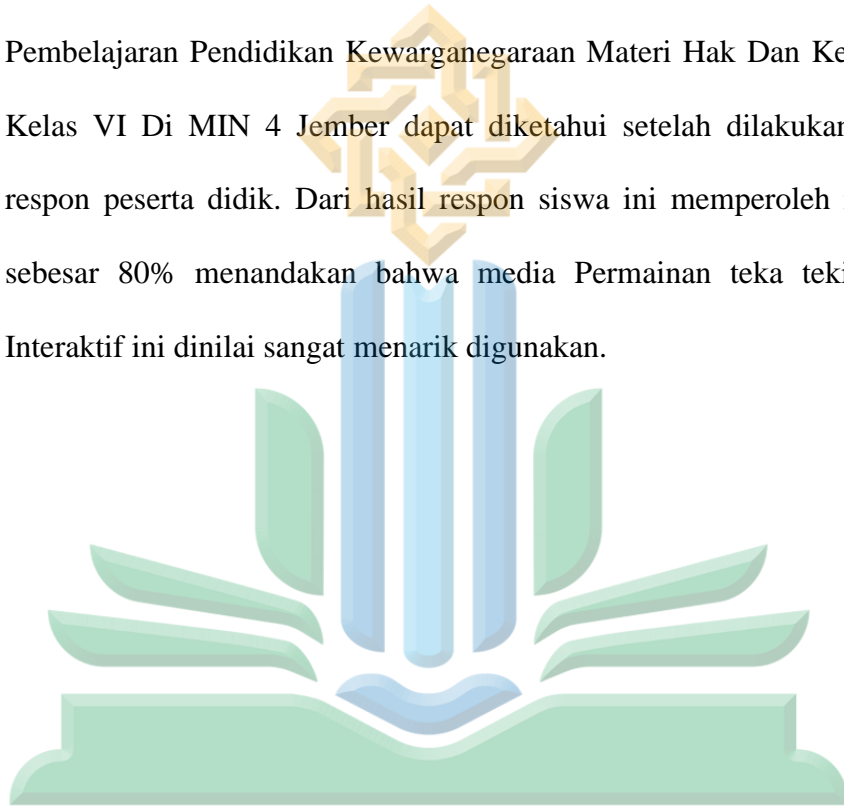 Pembelajaran Pendidikan Kewarganegaraan Materi Hak Dan Ke
Kelas VI Di MIN 4 Jember dapat diketahui setelah dilakukan
respon peserta didik. Dari hasil respon siswa ini memperoleh
sebesar 80% menandakan bahwa media Permainan teka teki
Interaktif ini dinilai sangat menarik digunakan.